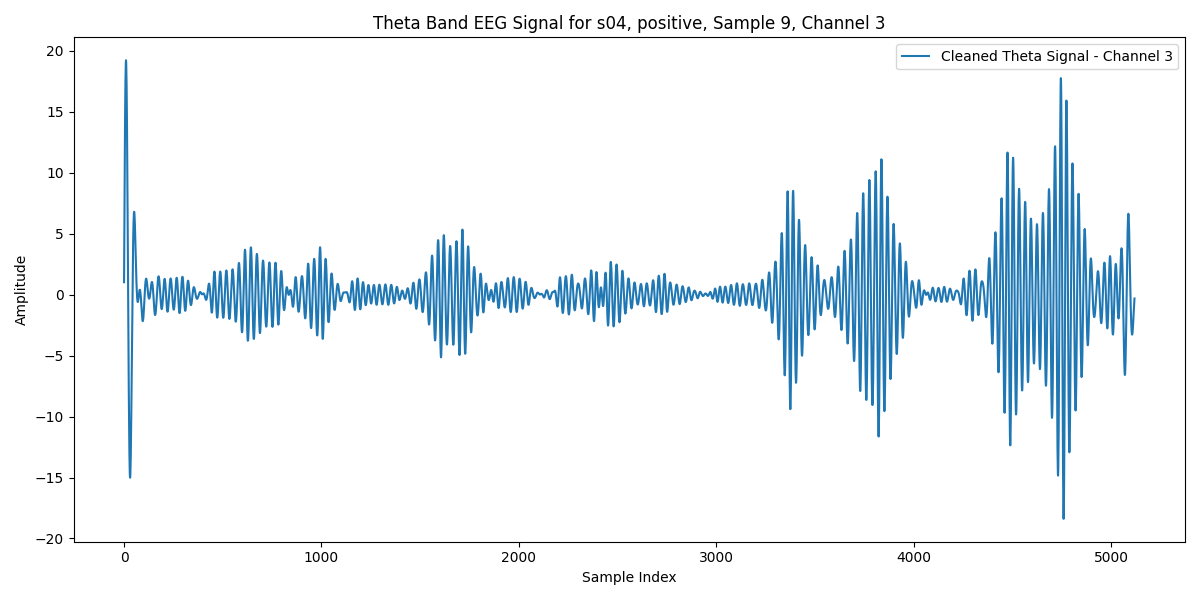 Theta Band EEG Signal for s04, positive, Sample 9, Channel 3
Cleaned Theta Signal - Channel 3
Amplitude
20
15
10
5
0
−5
−10
−15
−20
0 1000 2000 3000 4000 5000
Sample Index